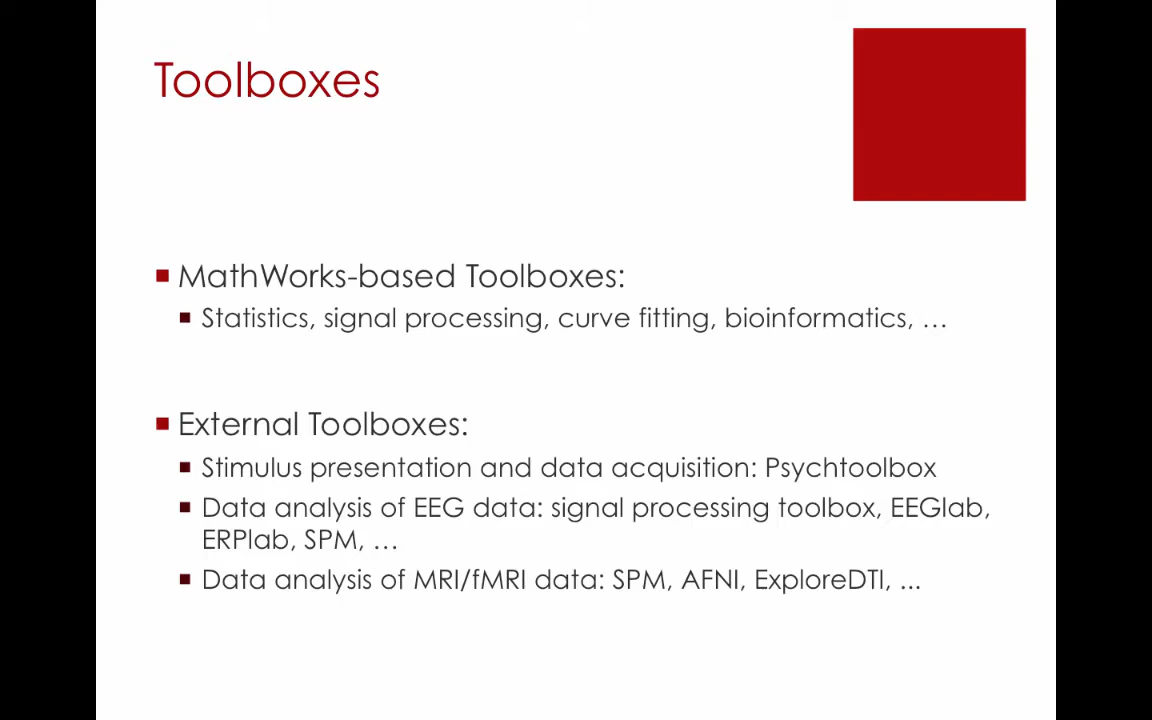 Toolboxes
MathWorks-based Toolboxes:
Statistics, signal processing, curve fitting, bioinformatics, …
External Toolboxes:
Stimulus presentation and data acquisition: Psychtoolbox
Data analysis of EEG data: signal processing toolbox, EEGlab,
ERPlab, SPM, …
Data analysis of MRI/fMRI data: SPM, AFNI, ExploreDTI, ...